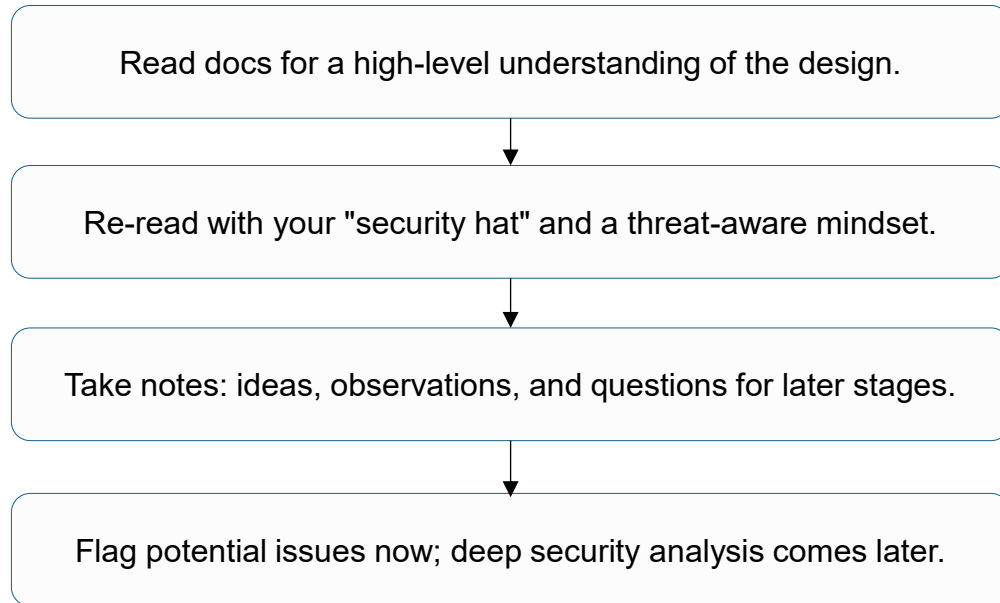 Read docs for a high-level understanding of the design.
Re-read with your "security hat" and a threat-aware mindset.
Take notes: ideas, observations, and questions for later stages.
Flag potential issues now; deep security analysis comes later.